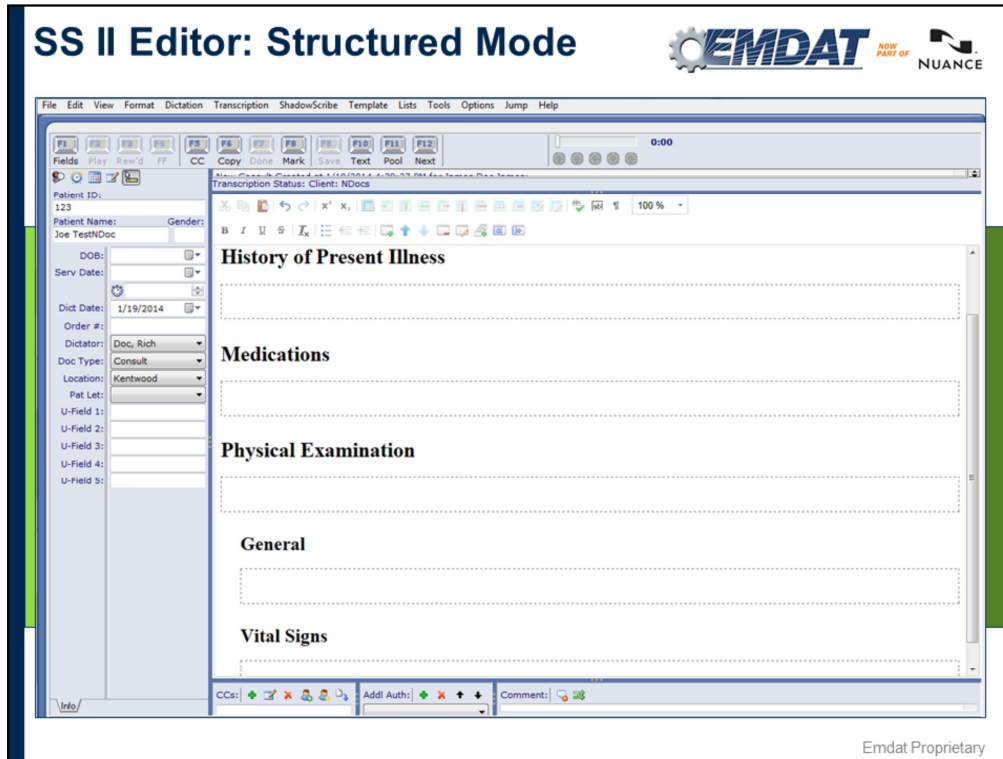 SS II Editor: Structured Mode
EMDAT NOW PART OF NUANCE
File Edit View Format Dictation Transcription ShadowScribe Template Lists Tools Options Jump Help
F1 F2 F3 F4 F5 F6 F7 F8 F9 F10 F11 F12
Fields Play Rew'd FF CC Copy Done Mark Save Text Pool Next
0:00
Transcription Status: Client: NDocs
Patient ID:
123
Patient Name: Gender:
Joe TestNDoc
DOB:
Serv Date:
Dict Date: 1/19/2014
Order #:
Dictator: Doc, Rich
Doc Type: Consult
Location: Kentwood
Pat Let:
U-Field 1:
U-Field 2:
U-Field 3:
U-Field 4:
U-Field 5:
Info
100 %
B I U S
History of Present Illness
Medications
Physical Examination
General
Vital Signs
CCs: Addl Auth: Comment:
Emdat Proprietary